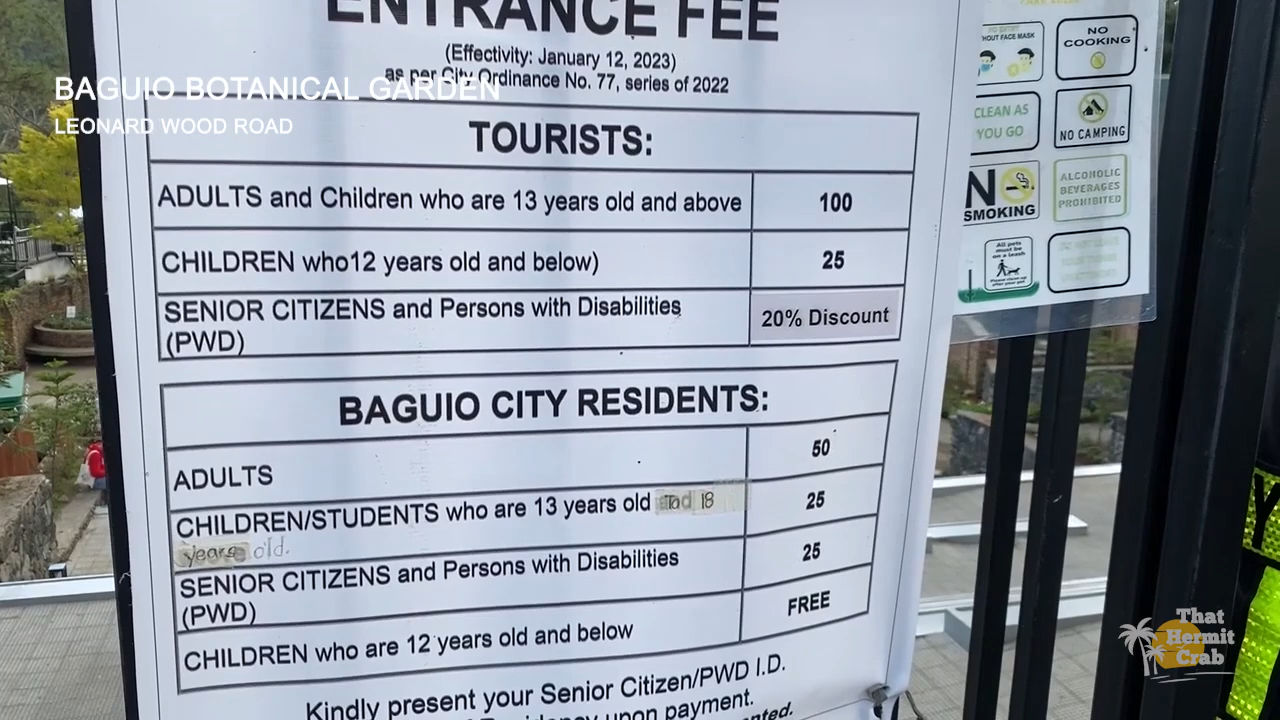 ENTRANCE FEE
(Effectivity: January 12, 2023)
as per City Ordinance No. 77, series of 2022
BAGUIO BOTANICAL GARDEN
LEONARD WOOD ROAD
TOURISTS:
ADULTS and Children who are 13 years old and above 100
CHILDREN who12 years old and below) 25
SENIOR CITIZENS and Persons with Disabilities
(PWD)
20% Discount
BAGUIO CITY RESIDENTS:
ADULTS 50
CHILDREN/STUDENTS who are 13 years old To 18
years old.
25
SENIOR CITIZENS and Persons with Disabilities
(PWD)
25
CHILDREN who are 12 years old and below FREE
Kindly present your Senior Citizen/PWD I.D.
upon payment.
NO
COOKING
CLEAN AS
YOU GO
NO CAMPING
NO
SMOKING
ALCOHOLIC
BEVERAGES
PROHIBITED
All pets
must be
on a leash
That
Hermit
Crab